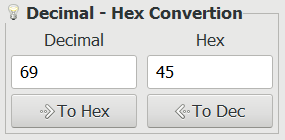 Decimal - Hex Convertion
Decimal Hex
69 45
To Hex To Dec